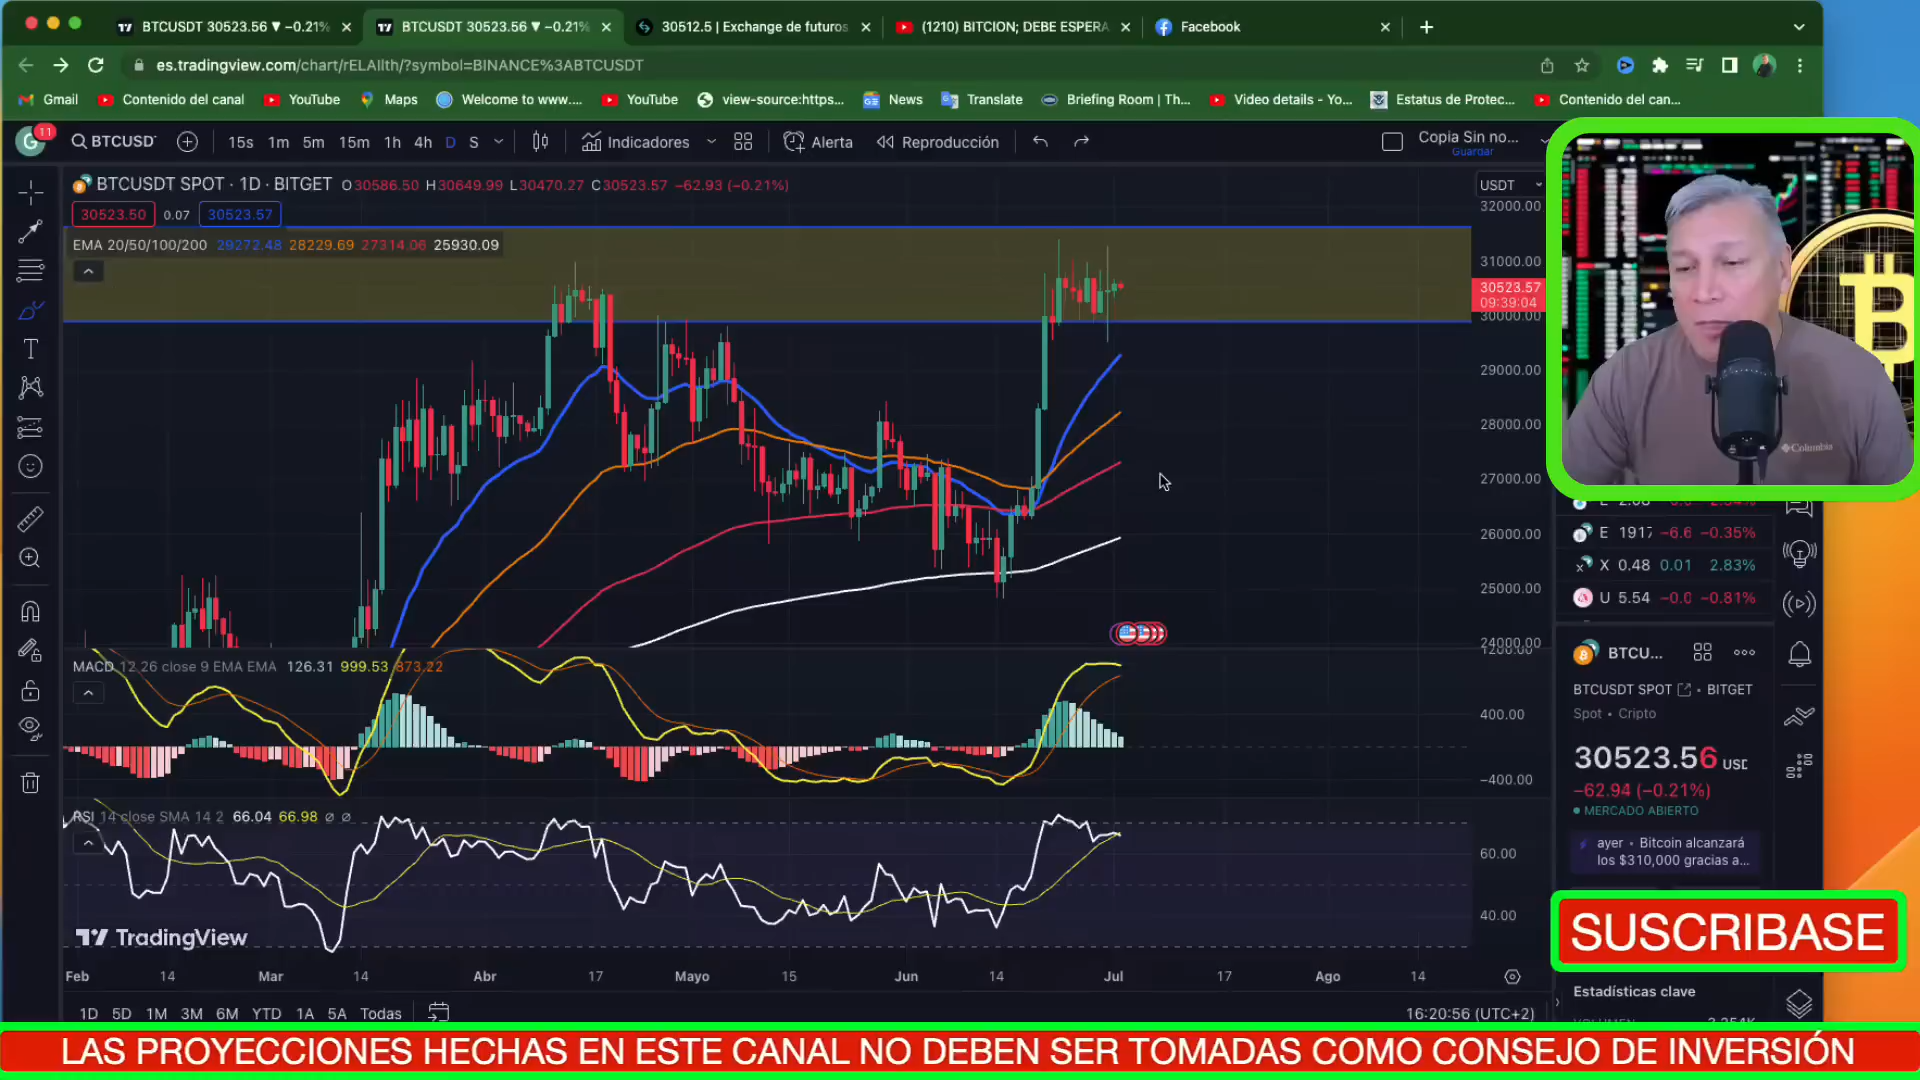 BTCUSDT 30523.56 ▼ −0.21%
BTCUSDT 30523.56 ▼ −0.21%
30512.5 | Exchange de futuros
(1210) BITCION; DEBE ESPERA
Facebook
es.tradingview.com/chart/rELAIlth/?symbol=BINANCE%3ABTCUSDT
Gmail
Contenido del canal
YouTube
Maps
Welcome to www....
YouTube
view-source:https...
News
Translate
Briefing Room | Th...
Video details - Yo...
Estatus de Protec...
Contenido del can...
G
11
BTCUSD
15s 1m 5m 15m 1h 4h D S
Indicadores
Alerta
Reproducción
Copia Sin no...
Guardar
BTCUSDT SPOT · 1D · BITGET O30586.50 H30649.99 L30470.27 C30523.57 −62.93 (−0.21%)
30523.50 0.07 30523.57
EMA 20/50/100/200 29272.48 28229.69 27314.06 25930.09
USDT
32000.00
31000.00
30523.57
09:39:04
30000.00
29000.00
28000.00
27000.00
26000.00
25000.00
24000.00
MACD 12 26 close 9 EMA EMA 126.31 999.53 873.22
1200.00
400.00
−400.00
RSI 14 close SMA 14 2 66.04 66.98 ∅ ∅
60.00
40.00
TradingView
Feb 14 Mar 14 Abr 17 Mayo 15 Jun 14 Jul 17 Ago 14
1D 5D 1M 3M 6M YTD 1A 5A Todas
16:20:56 (UTC+2)
Columbia
E 1917 −6.6 −0.35%
X 0.48 0.01 2.83%
U 5.54 −0.0 −0.81%
BTCU...
BTCUSDT SPOT • BITGET
Spot • Cripto
30523.56 USD
−62.94 (−0.21%)
MERCADO ABIERTO
ayer • Bitcoin alcanzará
los $310,000 gracias a...
SUSCRIBASE
Estadísticas clave
LAS PROYECCIONES HECHAS EN ESTE CANAL NO DEBEN SER TOMADAS COMO CONSEJO DE INVERSIÓN